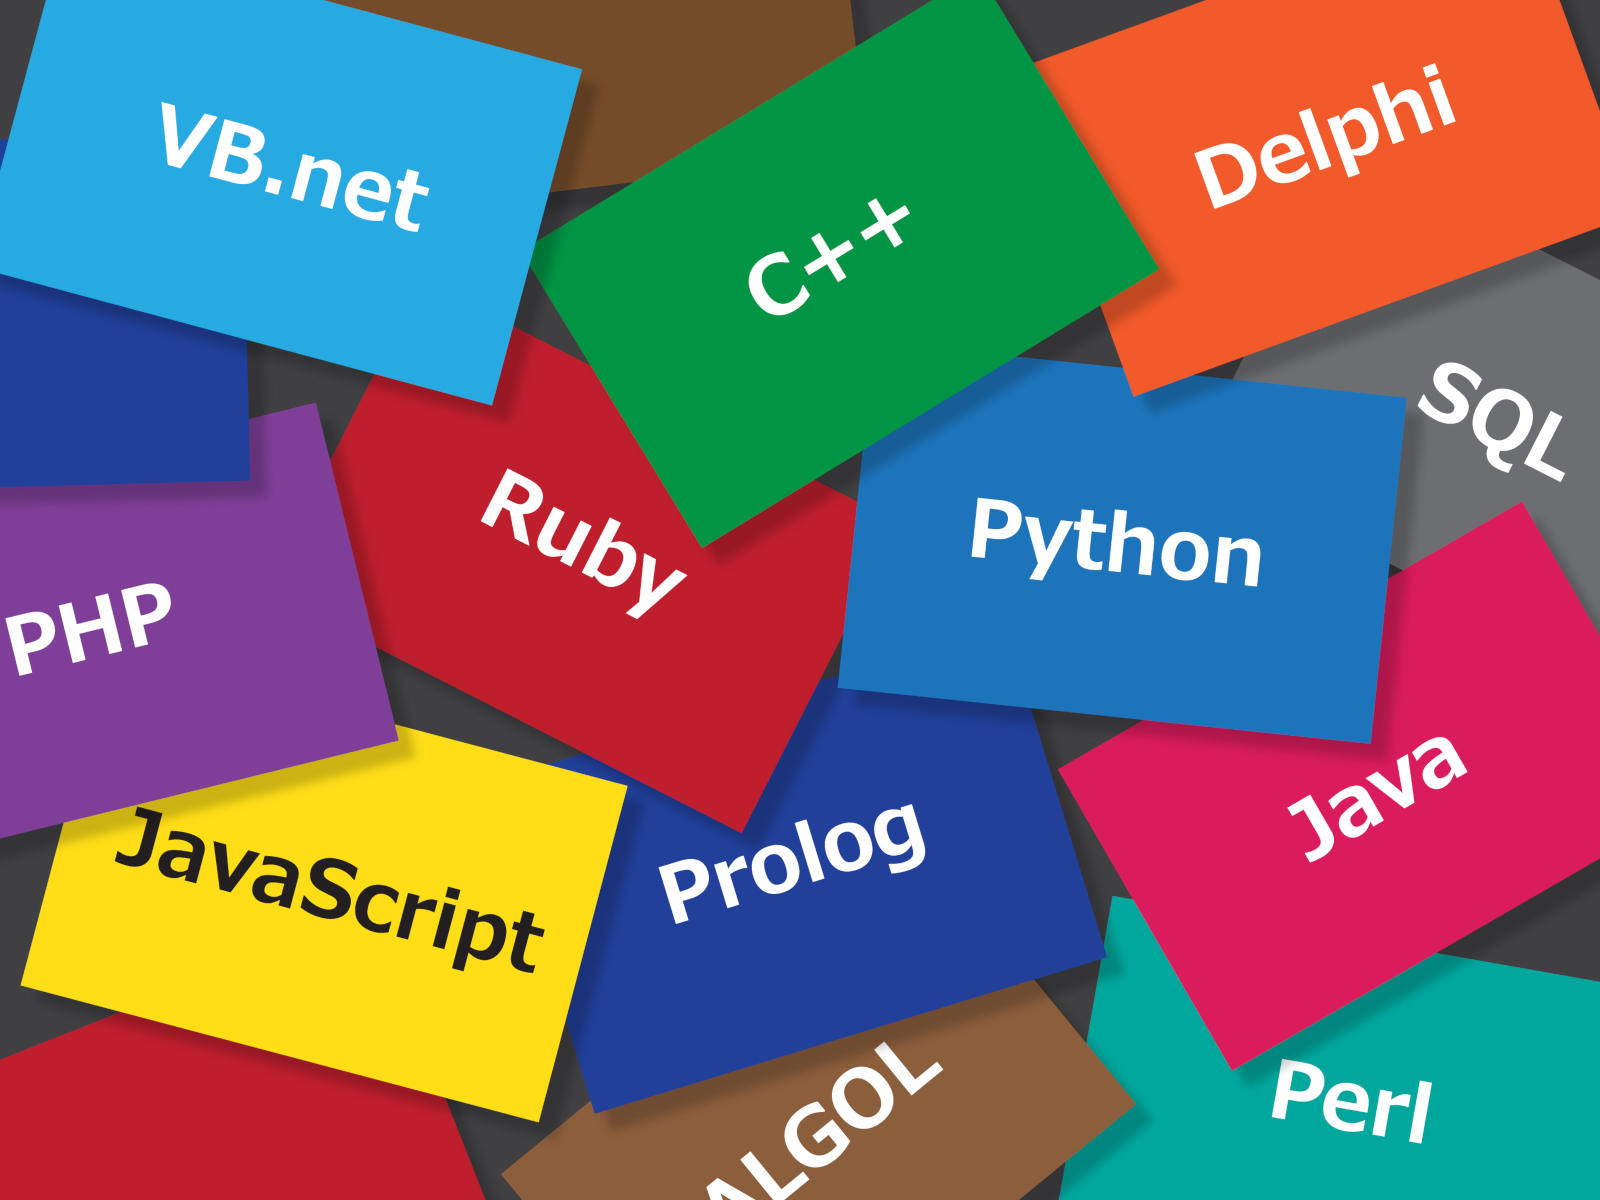 VB.net
C++
Delphi
SQL
Ruby
Python
PHP
Java
JavaScript
Prolog
ALGOL
Perl